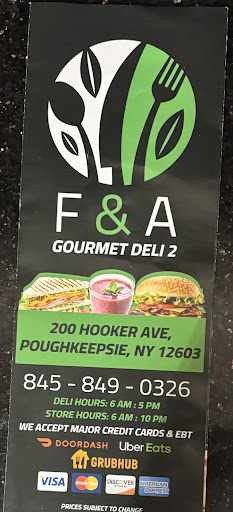 F & A
GOURMET DELI 2
200 HOOKER AVE,
POUGHKEEPSIE, NY 12603
845 - 849 - 0326
DELI HOURS: 6 AM : 5 PM
STORE HOURS: 6 AM : 10 PM
WE ACCEPT MAJOR CREDIT CARDS & EBT
DOORDASH Uber Eats
GRUBHUB
VISA MasterCard DISCOVER AMERICAN EXPRESS
PRICES SUBJECT TO CHANGE